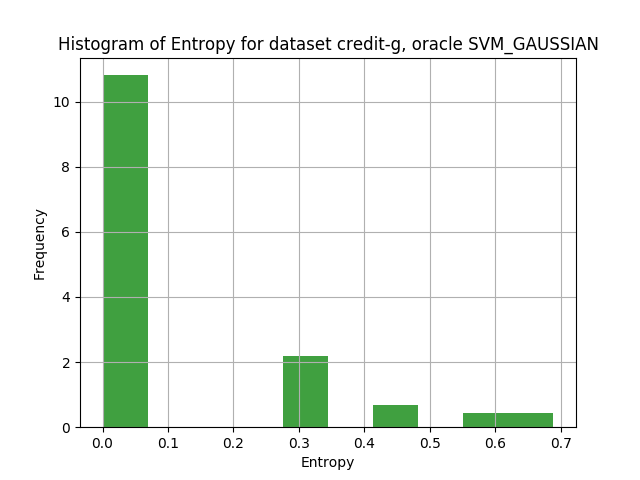 Histogram of Entropy for dataset credit-g, oracle SVM_GAUSSIAN
10
8
6
4
2
0
Frequency
0.0 0.1 0.2 0.3 0.4 0.5 0.6 0.7
Entropy